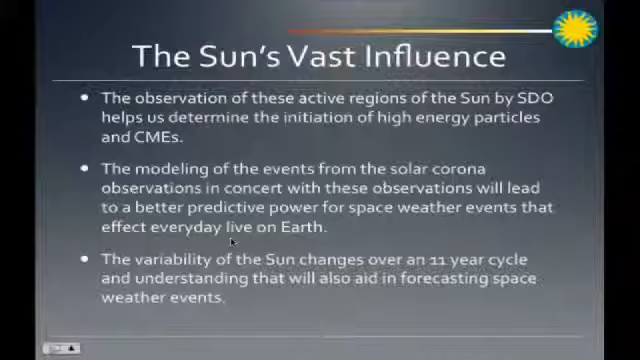 The Sun's Vast Influence
The observation of these active regions of the Sun by SDO
helps us determine the initiation of high energy particles
and CMEs.
The modeling of the events from the solar corona
observations in concert with these observations will lead
to a better predictive power for space weather events that
effect everyday live on Earth.
The variability of the Sun changes over an 11 year cycle
and understanding that will also aid in forecasting space
weather events.